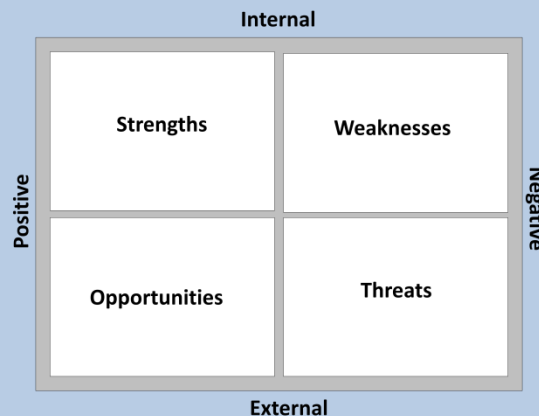 Internal
Strengths
Weaknesses
Positive
Negative
Opportunities
Threats
External